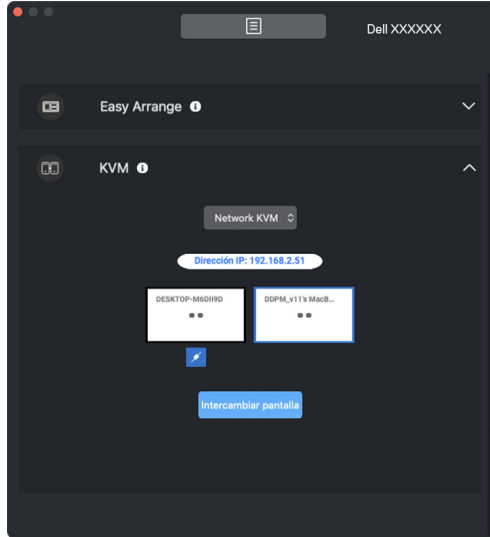 Dell XXXXXX
Easy Arrange
KVM
Network KVM
Dirección IP: 192.168.2.51
DESKTOP-M6DII9D
DDPM_v11's MacB...
Intercambiar pantalla